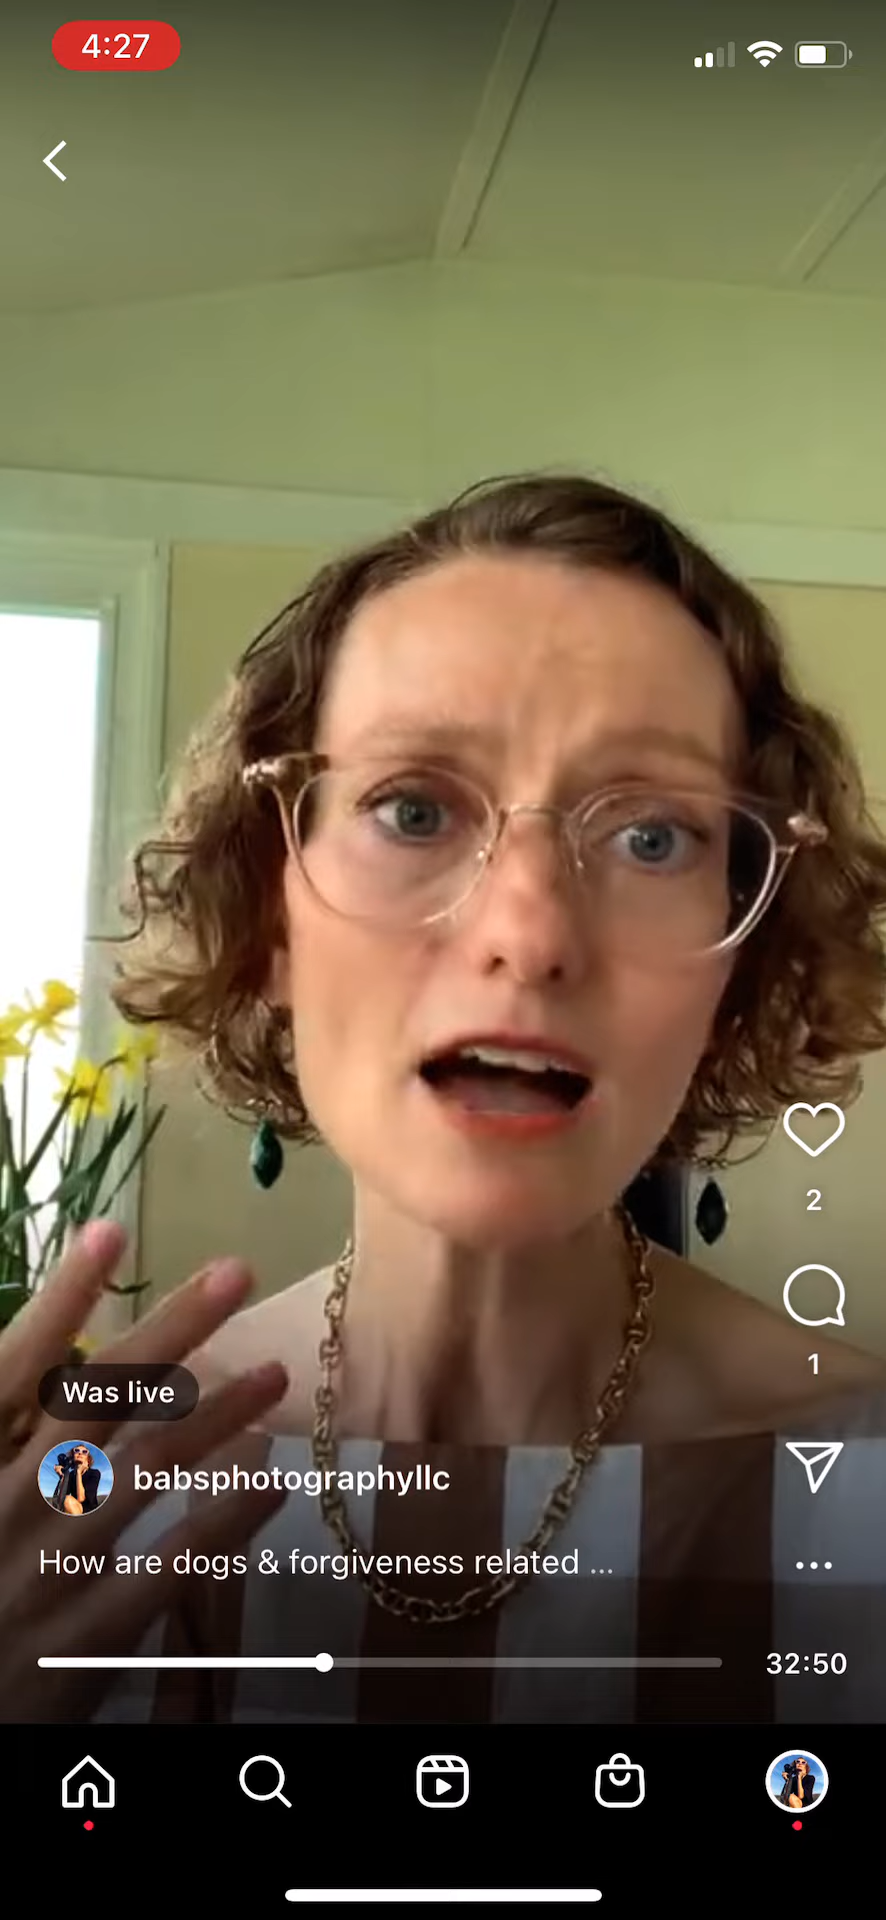 4:27
2
1
Was live
babsphotographyllc
How are dogs & forgiveness related ...
32:50